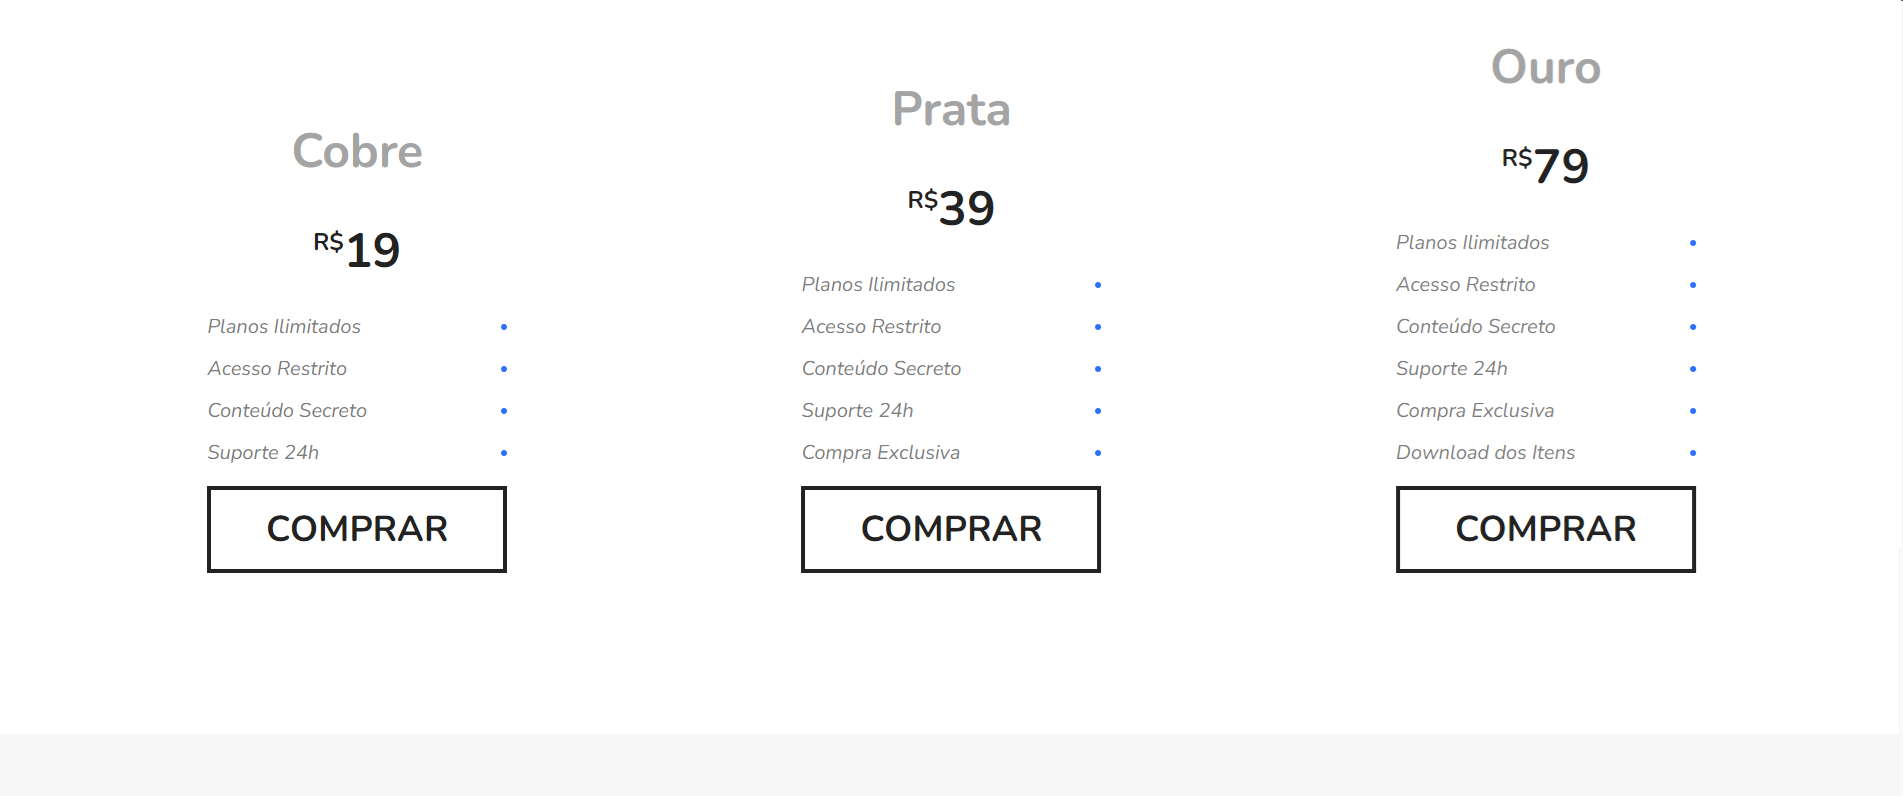 Cobre
R$19
Planos Ilimitados
Acesso Restrito
Conteúdo Secreto
Suporte 24h
COMPRAR
Prata
R$39
Planos Ilimitados
Acesso Restrito
Conteúdo Secreto
Suporte 24h
Compra Exclusiva
COMPRAR
Ouro
R$79
Planos Ilimitados
Acesso Restrito
Conteúdo Secreto
Suporte 24h
Compra Exclusiva
Download dos Itens
COMPRAR